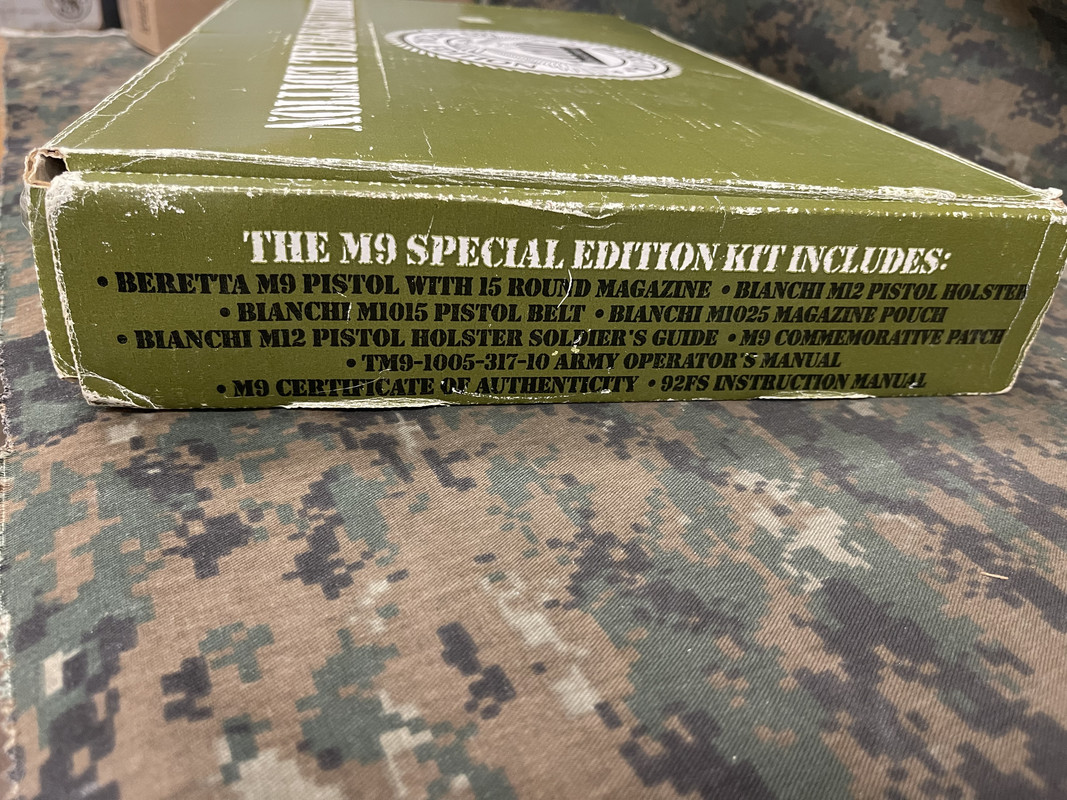 THE M9 SPECIAL EDITION KIT INCLUDES:
• BERETTA M9 PISTOL WITH 15 ROUND MAGAZINE • BIANCHI M12 PISTOL HOLSTER
• BIANCHI M1015 PISTOL BELT • BIANCHI M1025 MAGAZINE POUCH
• BIANCHI M12 PISTOL HOLSTER SOLDIER'S GUIDE • M9 COMMEMORATIVE PATCH
• TM9-1005-317-10 ARMY OPERATOR'S MANUAL
• M9 CERTIFICATE OF AUTHENTICITY • 92FS INSTRUCTION MANUAL